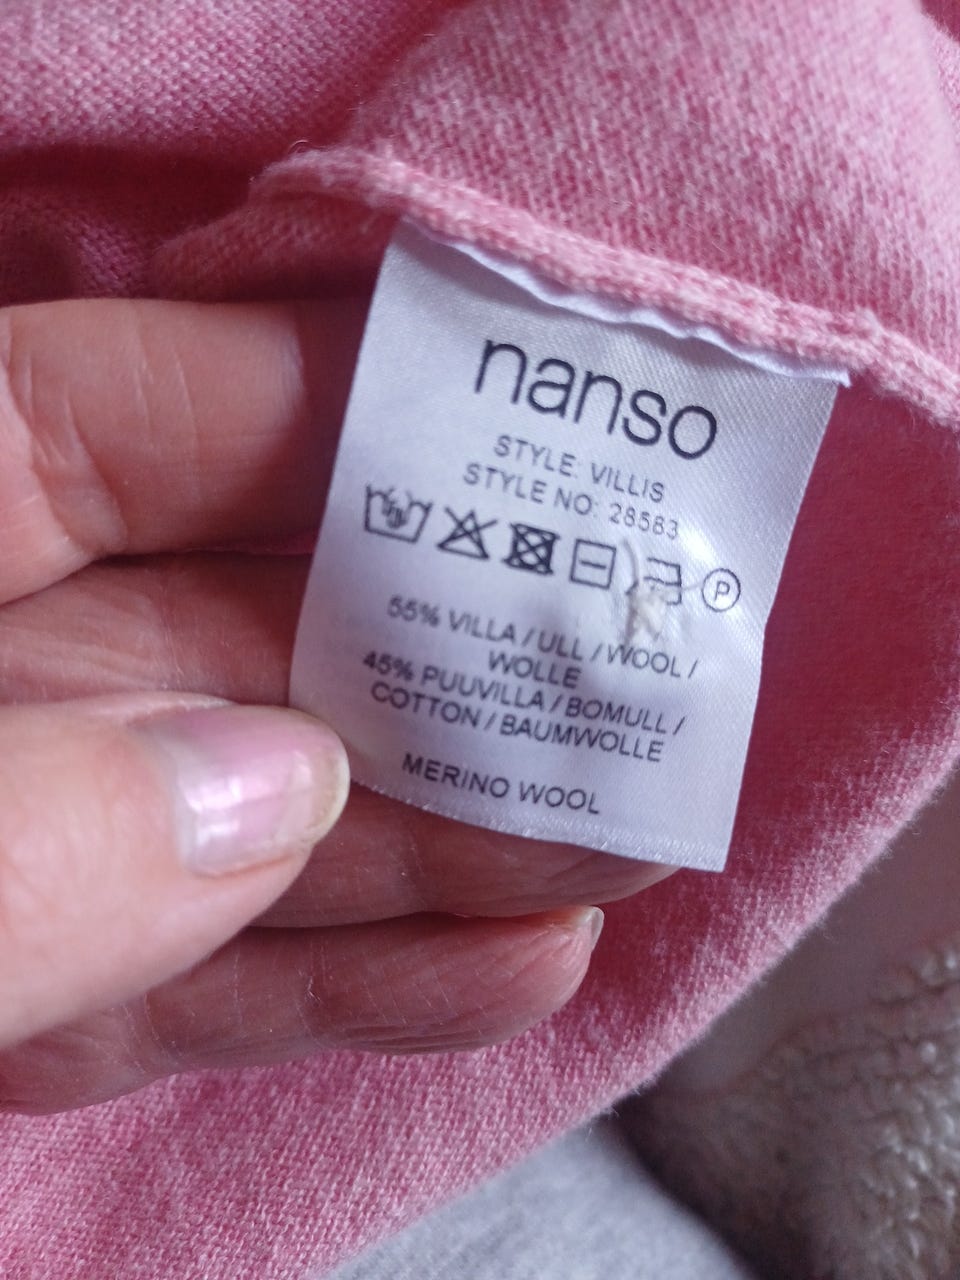 nanso
STYLE: VILLIS
STYLE NO: 28583
P
55% VILLA / ULL / WOOL /
WOLLE
45% PUUVILLA / BOMULL /
COTTON / BAUMWOLLE
MERINO WOOL